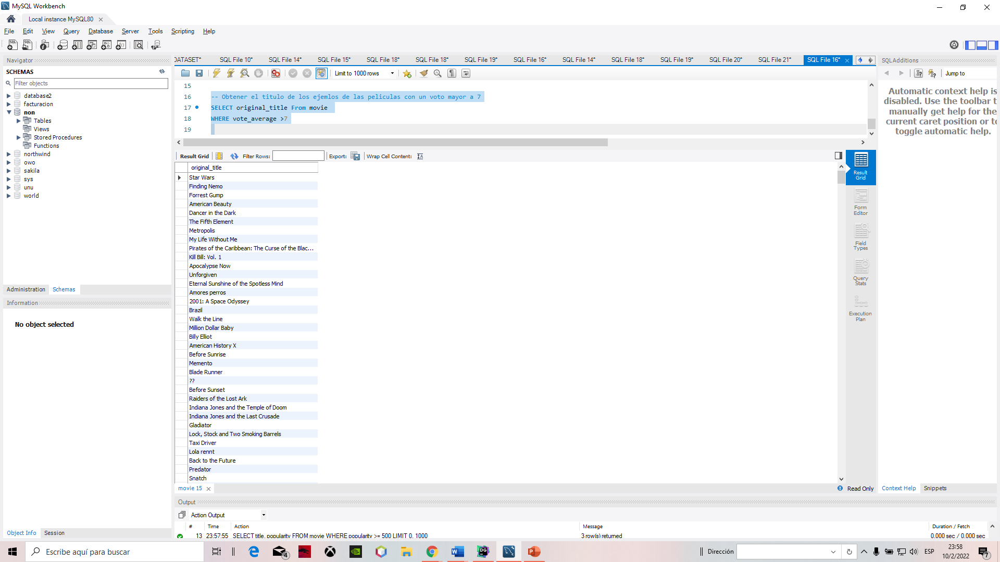 MySQL Workbench
Local instance MySQL80
File Edit View Query Database Server Tools Scripting Help
Navigator
SCHEMAS
Filter objects
database2
facturacion
non
Tables
Views
Stored Procedures
Functions
northwind
owo
sakila
sys
unu
world
Administration Schemas
Information
No object selected
Object Info Session
DATASET* SQL File 10* SQL File 14* SQL File 15* SQL File 18* SQL File 18* SQL File 19* SQL File 16* SQL File 14* SQL File 18* SQL File 19* SQL File 20* SQL File 21* SQL File 16*
Limit to 1000 rows
15
16 -- Obtener el titulo de los ejemlos de las peliculas con un voto mayor a 7
17 SELECT original_title From movie
18 WHERE vote_average >7
19
Result Grid Filter Rows: Export: Wrap Cell Content:
original_title
Star Wars
Finding Nemo
Forrest Gump
American Beauty
Dancer in the Dark
The Fifth Element
Metropolis
My Life Without Me
Pirates of the Caribbean: The Curse of the Blac...
Kill Bill: Vol. 1
Apocalypse Now
Unforgiven
Eternal Sunshine of the Spotless Mind
Amores perros
2001: A Space Odyssey
Brazil
Walk the Line
Million Dollar Baby
Billy Elliot
American History X
Before Sunrise
Memento
Blade Runner
??
Before Sunset
Raiders of the Lost Ark
Indiana Jones and the Temple of Doom
Indiana Jones and the Last Crusade
Gladiator
Lock, Stock and Two Smoking Barrels
Taxi Driver
Lola rennt
Back to the Future
Predator
Snatch
Result
Grid
Form
Editor
Field
Types
Query
Stats
Execution
Plan
movie 15
Read Only
SQLAdditions
Jump to
Automatic context help is
disabled. Use the toolbar t
manually get help for the
current caret position or to
toggle automatic help.
Context Help Snippets
Output
Action Output
# Time Action Message Duration / Fetch
13 23:57:55 SELECT title, popularity FROM movie WHERE popularity >= 500 LIMIT 0, 1000 3 row(s) returned 0.000 sec / 0.000 sec
Escribe aquí para buscar
4
DG
Dirección
ESP
23:58
10/2/2022
7